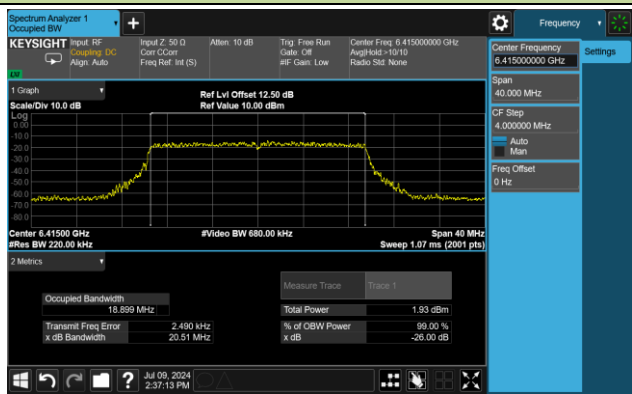 Spectrum Analyzer 1
Occupied BW
Frequency
KEYSIGHT
Input: RF
Coupling: DC
Align: Auto
Input Z: 50 Ω
Corr CCorr
Freq Ref: Int (S)
Atten: 10 dB
Trig: Free Run
Gate: Off
#IF Gain: Low
Center Freq: 6.415000000 GHz
Avg|Hold:>10/10
Radio Std: None
Center Frequency
6.415000000 GHz
Settings
Span
40.000 MHz
CF Step
4.000000 MHz
Auto
Man
Freq Offset
0 Hz
1 Graph
Ref Lvl Offset 12.50 dB
Scale/Div 10.0 dB
Ref Value 10.00 dBm
Log
0.00
-10.0
-20.0
-30.0
-40.0
-50.0
-60.0
-70.0
-80.0
Center 6.41500 GHz
#Video BW 680.00 kHz
Span 40 MHz
#Res BW 220.00 kHz
Sweep 1.07 ms (2001 pts)
2 Metrics
Measure Trace
Trace 1
Occupied Bandwidth
18.899 MHz
Total Power
1.93 dBm
Transmit Freq Error
2.490 kHz
% of OBW Power
99.00 %
x dB Bandwidth
20.51 MHz
x dB
-26.00 dB
Jul 09, 2024
2:37:13 PM